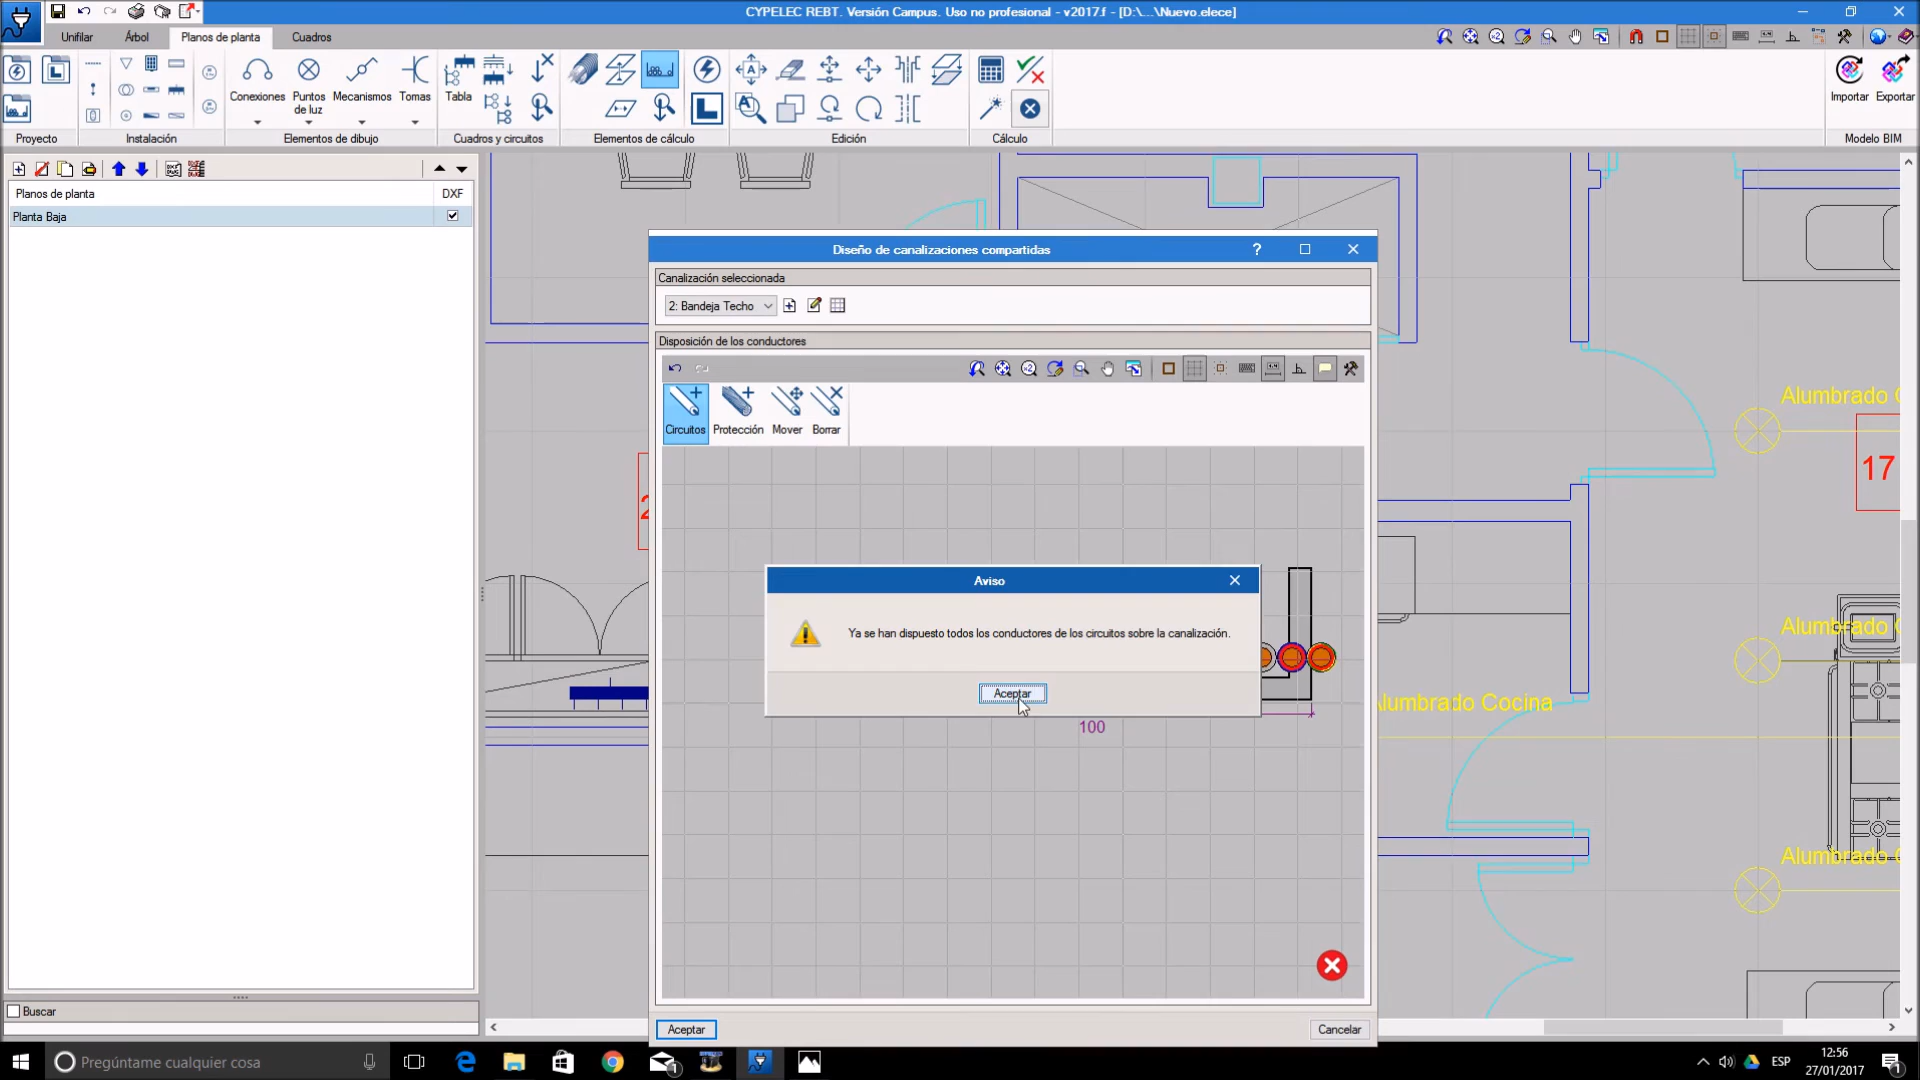 CYPELEC REBT. Versión Campus. Uso no profesional - v2017.f - [D:\...\Nuevo.elece]
Unifilar Árbol Planos de planta Cuadros
Conexiones Puntos de luz Mecanismos Tomas Tabla Importar Exportar
Proyecto Instalación Elementos de dibujo Cuadros y circuitos Elementos de cálculo Edición Cálculo Modelo BIM
Planos de planta DXF
Planta Baja
Diseño de canalizaciones compartidas
Canalización seleccionada
2: Bandeja Techo
Disposición de los conductores
Circuitos Protección Mover Borrar
Alumbrado
17
Aviso
Ya se han dispuesto todos los conductores de los circuitos sobre la canalización.
Aceptar
100
Alumbrado
Alumbrado Cocina
Alumbrado
Buscar
Aceptar Cancelar
Pregúntame cualquier cosa
ESP
12:56
27/01/2017